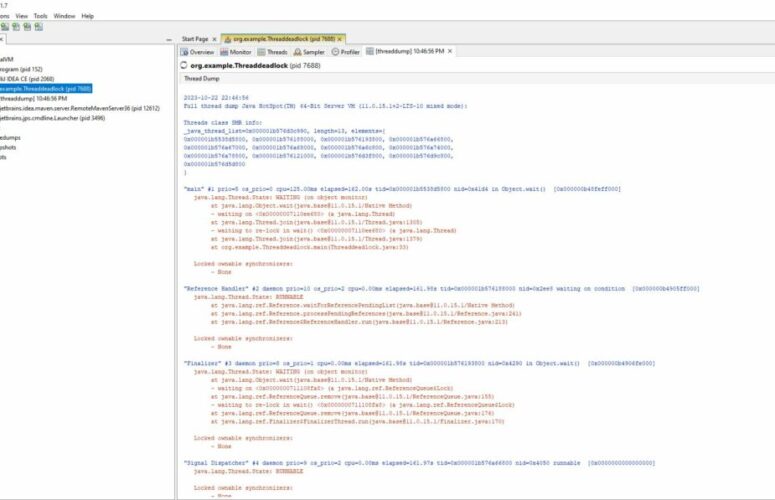 1.7
ons View Tools Window Help
Start Page
org.example.Threaddeadlock (pid 7688)
Overview Monitor Threads Sampler Profiler [threaddump] 10:46:56 PM
org.example.Threaddeadlock (pid 7688)
Thread Dump
alVM
rogram (pid 152)
IJ IDEA CE (pid 2068)
.example.Threaddeadlock (pid 7688)
threaddump] 10:46:56 PM
jetbrains.idea.maven.server.RemoteMavenServer36 (pid 12612)
jetbrains.jps.cmdline.Launcher (pid 3496)
edumps
pshots
ots
2023-10-22 22:46:56
Full thread dump Java HotSpot(TM) 64-Bit Server VM (11.0.15.1+2-LTS-10 mixed mode):
Threads class SMR info:
_java_thread_list=0x000001b576d3c990, length=13, elements={
0x000001b5538d5800, 0x000001b576188000, 0x000001b576193800, 0x000001b576a66800,
0x000001b576a67000, 0x000001b576a69000, 0x000001b576a6c800, 0x000001b576a74000,
0x000001b576a78800, 0x000001b576121000, 0x000001b576d3f800, 0x000001b576d9c800,
0x000001b576d5d800
}
"main" #1 prio=5 os_prio=0 cpu=125.00ms elapsed=162.00s tid=0x000001b5538d5800 nid=0x41d4 in Object.wait() [0x000000b48feff000]
java.lang.Thread.State: WAITING (on object monitor)
at java.lang.Object.wait(java.base@11.0.15.1/Native Method)
- waiting on <0x00000007110ee680> (a java.lang.Thread)
at java.lang.Thread.join(java.base@11.0.15.1/Thread.java:1305)
- waiting to re-lock in wait() <0x00000007110ee680> (a java.lang.Thread)
at java.lang.Thread.join(java.base@11.0.15.1/Thread.java:1379)
at org.example.Threaddeadlock.main(Threaddeadlock.java:33)
Locked ownable synchronizers:
- None
"Reference Handler" #2 daemon prio=10 os_prio=2 cpu=0.00ms elapsed=161.98s tid=0x000001b576188000 nid=0x2ee8 waiting on condition [0x000000b4905ff000]
java.lang.Thread.State: RUNNABLE
at java.lang.ref.Reference.waitForReferencePendingList(java.base@11.0.15.1/Native Method)
at java.lang.ref.Reference.processPendingReferences(java.base@11.0.15.1/Reference.java:241)
at java.lang.ref.Reference$ReferenceHandler.run(java.base@11.0.15.1/Reference.java:213)
Locked ownable synchronizers:
- None
"Finalizer" #3 daemon prio=8 os_prio=1 cpu=0.00ms elapsed=161.98s tid=0x000001b576193800 nid=0x4290 in Object.wait() [0x000000b4906fe000]
java.lang.Thread.State: WAITING (on object monitor)
at java.lang.Object.wait(java.base@11.0.15.1/Native Method)
- waiting on <0x0000000711100fa8> (a java.lang.ref.ReferenceQueue$Lock)
at java.lang.ref.ReferenceQueue.remove(java.base@11.0.15.1/ReferenceQueue.java:155)
- waiting to re-lock in wait() <0x0000000711100fa8> (a java.lang.ref.ReferenceQueue$Lock)
at java.lang.ref.ReferenceQueue.remove(java.base@11.0.15.1/ReferenceQueue.java:176)
at java.lang.ref.Finalizer$FinalizerThread.run(java.base@11.0.15.1/Finalizer.java:170)
Locked ownable synchronizers:
- None
"Signal Dispatcher" #4 daemon prio=9 os_prio=2 cpu=0.00ms elapsed=161.97s tid=0x000001b576a66800 nid=0x4050 runnable [0x0000000000000000]
java.lang.Thread.State: RUNNABLE
Locked ownable synchronizers:
- None